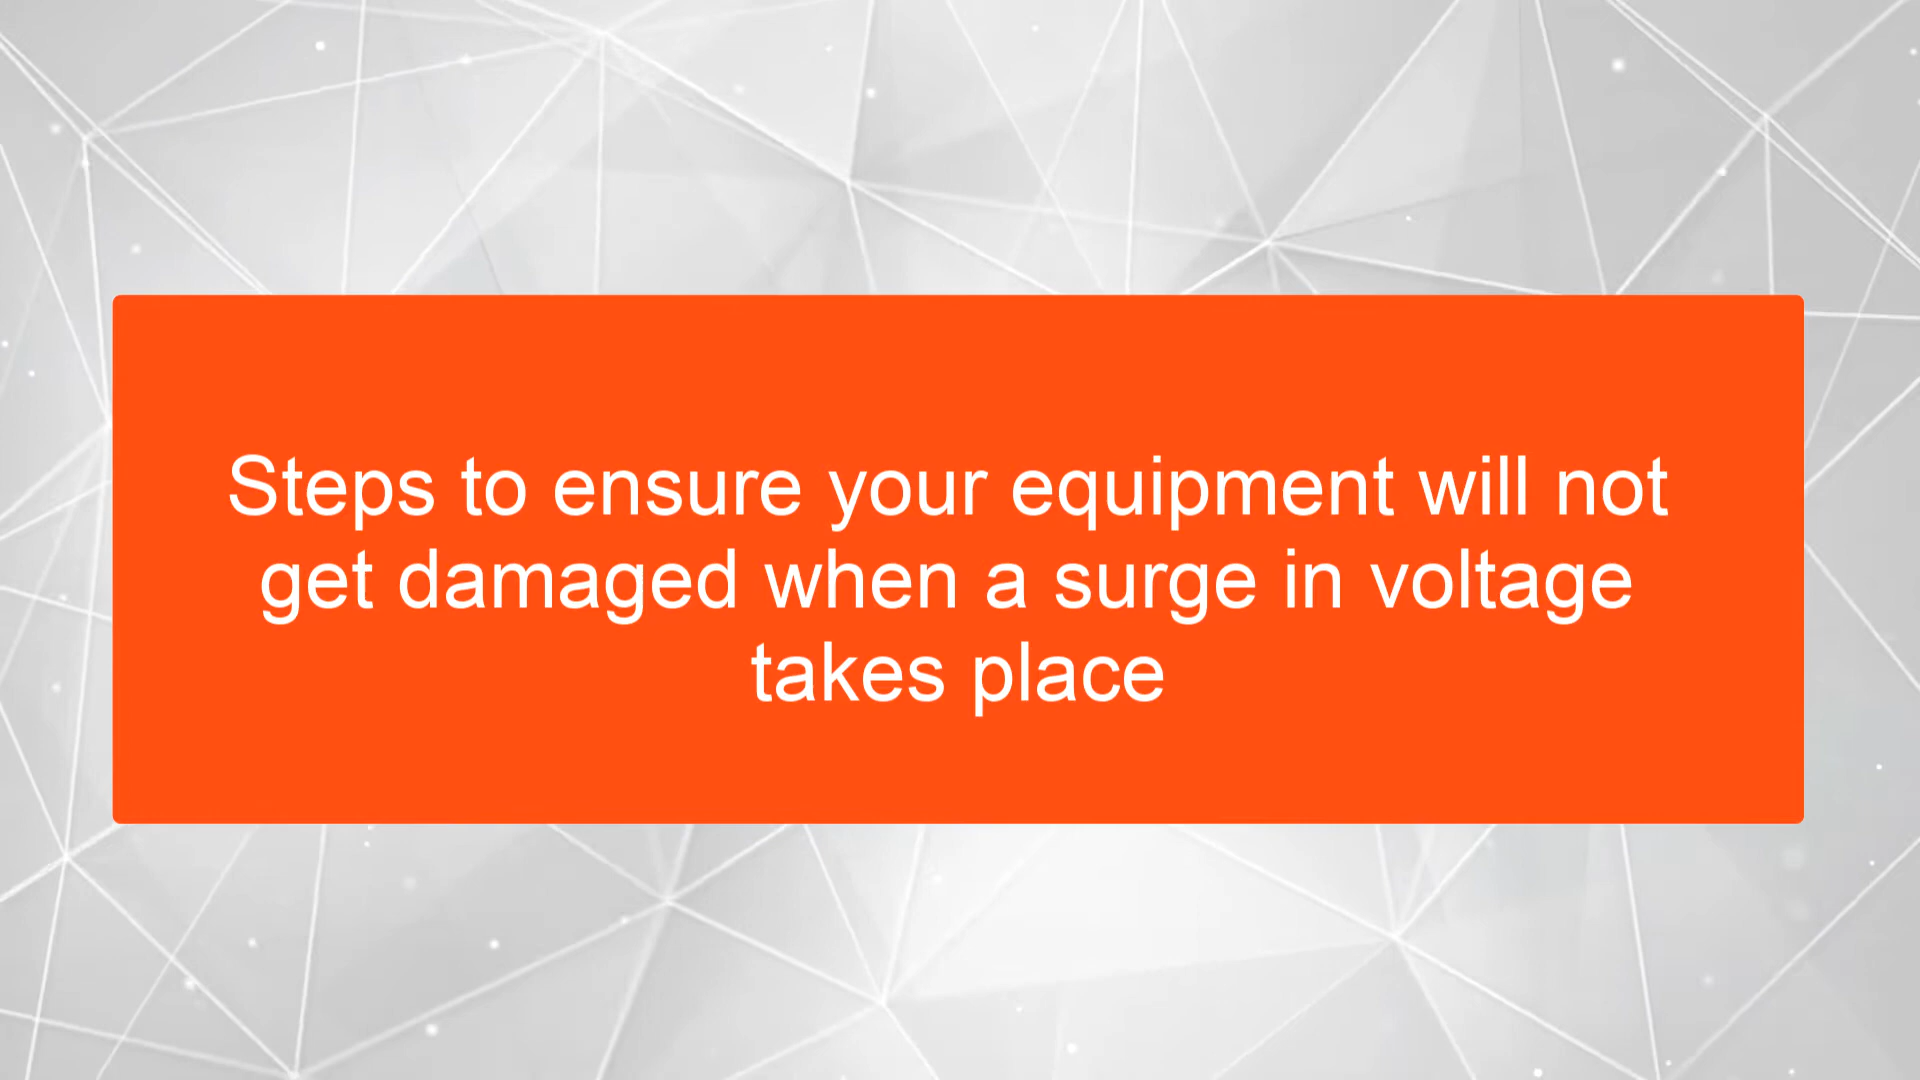 Steps to ensure your equipment will not
get damaged when a surge in voltage
takes place